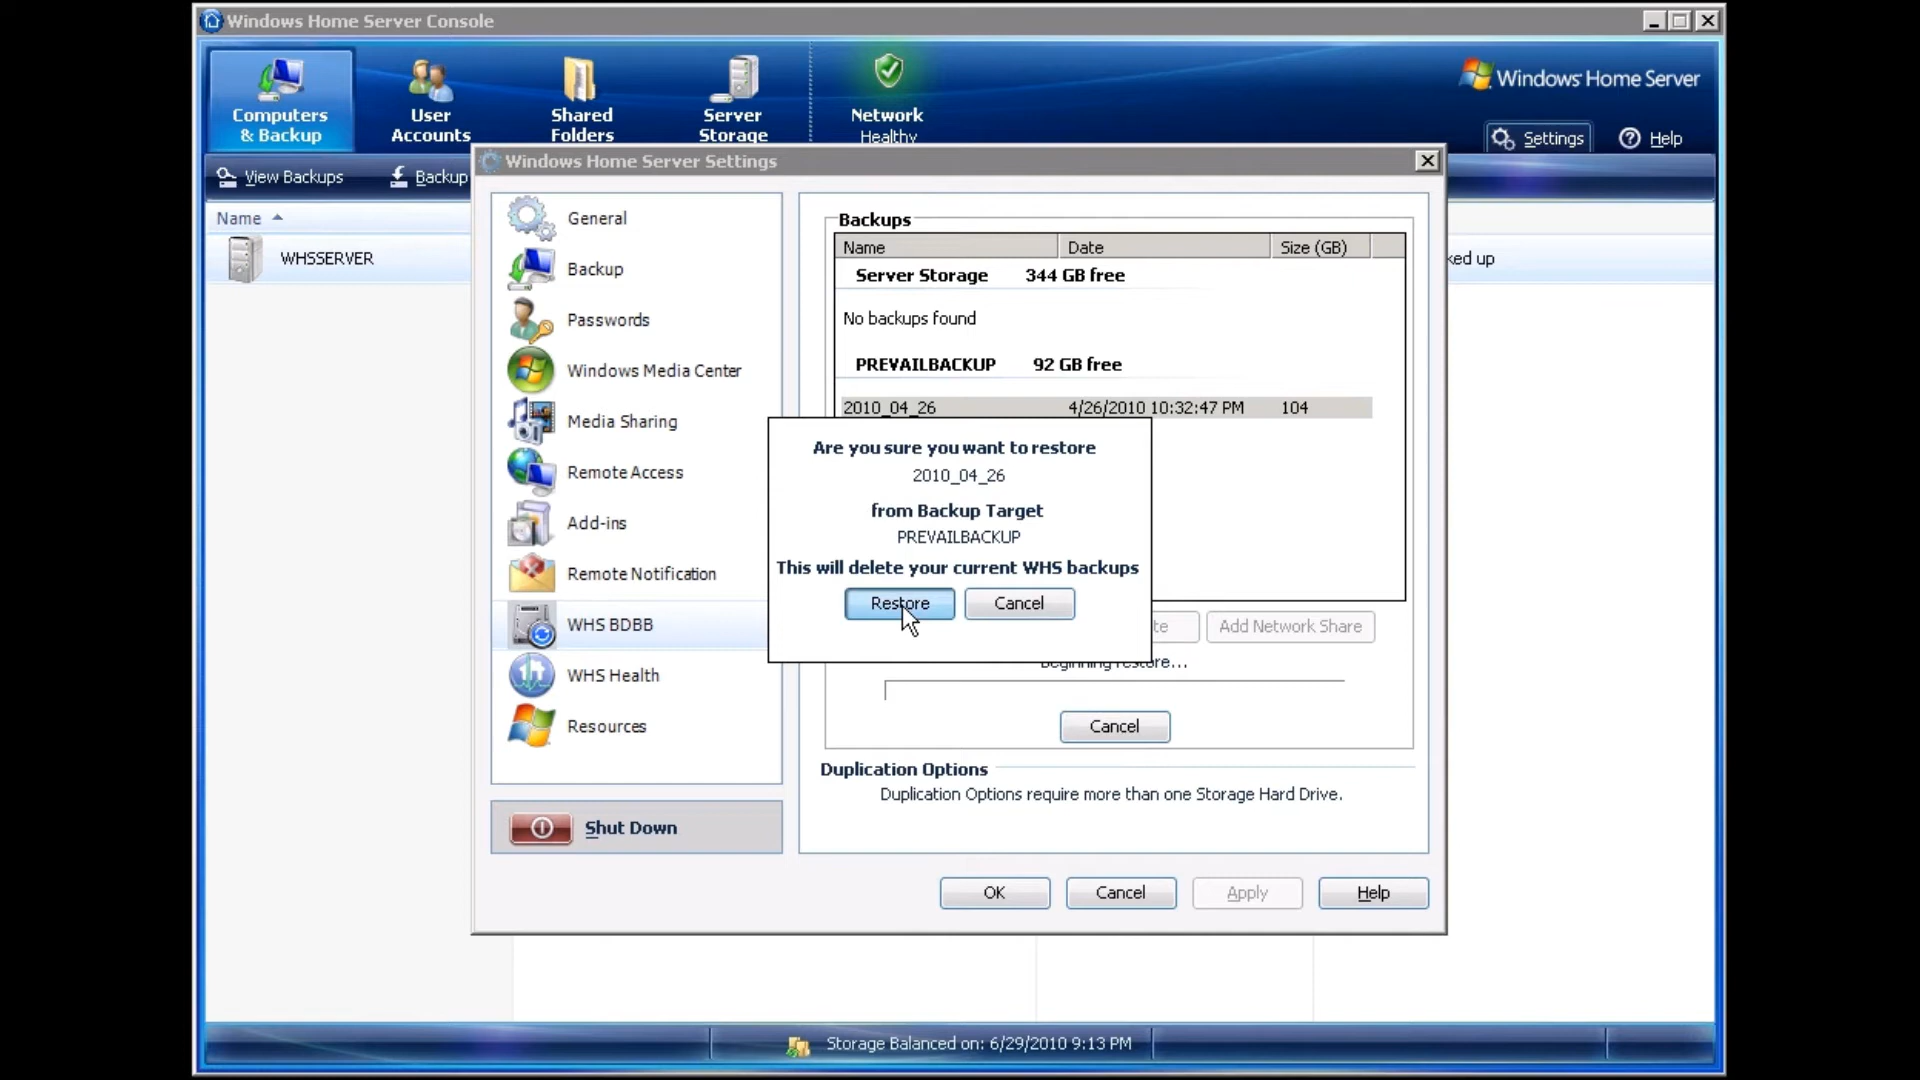 Windows Home Server Console
Computers
& Backup
User
Accounts
Shared
Folders
Server
Storage
Network
Healthy
Windows Home Server
Settings
Help
View Backups
Backup
Windows Home Server Settings
Name
WHSSERVER
ked up
General
Backup
Passwords
Windows Media Center
Media Sharing
Remote Access
Add-ins
Remote Notification
WHS BDBB
WHS Health
Resources
Shut Down
Backups
Name Date Size (GB)
Server Storage 344 GB free
No backups found
PREVAILBACKUP 92 GB free
2010_04_26 4/26/2010 10:32:47 PM 104
Are you sure you want to restore
2010_04_26
from Backup Target
PREVAILBACKUP
This will delete your current WHS backups
Restore Cancel
te
Add Network Share
Beginning restore...
Cancel
Duplication Options
Duplication Options require more than one Storage Hard Drive.
OK Cancel Apply Help
Storage Balanced on: 6/29/2010 9:13 PM